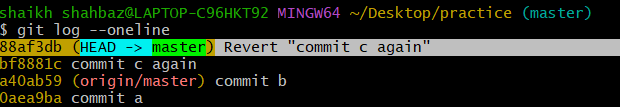 shaikh shahbaz@LAPTOP-C96HKT92 MINGW64 ~/Desktop/practice (master)
$ git log --oneline
88af3db (HEAD -> master) Revert "commit c again"
bf8881c commit c again
a40ab59 (origin/master) commit b
0aea9ba commit a